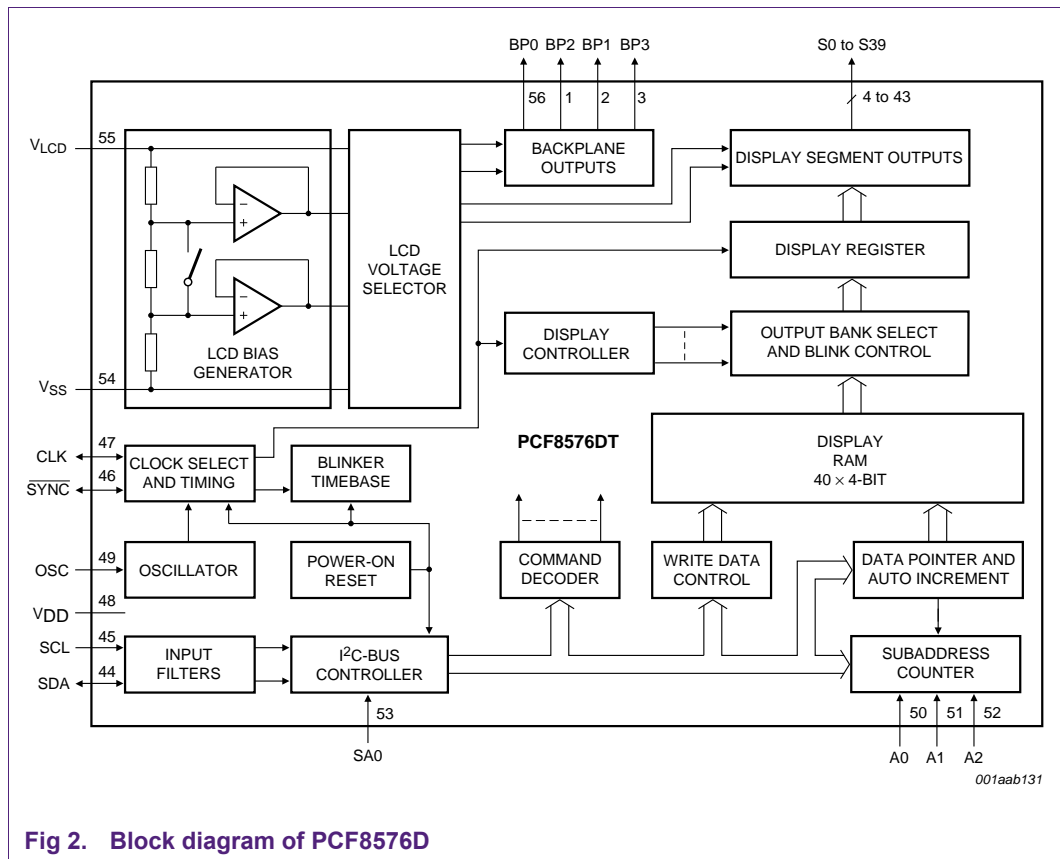 BP0 BP2 BP1 BP3
S0 to S39
56 1 2 3
4 to 43
VLCD 55
BACKPLANE
OUTPUTS
DISPLAY SEGMENT OUTPUTS
LCD
VOLTAGE
SELECTOR
DISPLAY REGISTER
−
+
−
+
LCD BIAS
GENERATOR
DISPLAY
CONTROLLER
OUTPUT BANK SELECT
AND BLINK CONTROL
VSS 54
CLK 47
SYNC 46
CLOCK SELECT
AND TIMING
BLINKER
TIMEBASE
PCF8576DT
DISPLAY
RAM
40 × 4-BIT
OSC 49
OSCILLATOR
POWER-ON
RESET
COMMAND
DECODER
WRITE DATA
CONTROL
DATA POINTER AND
AUTO INCREMENT
VDD 48
SCL 45
SDA 44
INPUT
FILTERS
I²C-BUS
CONTROLLER
SUBADDRESS
COUNTER
53
50 51 52
SA0
A0 A1 A2
001aab131
Fig 2. Block diagram of PCF8576D